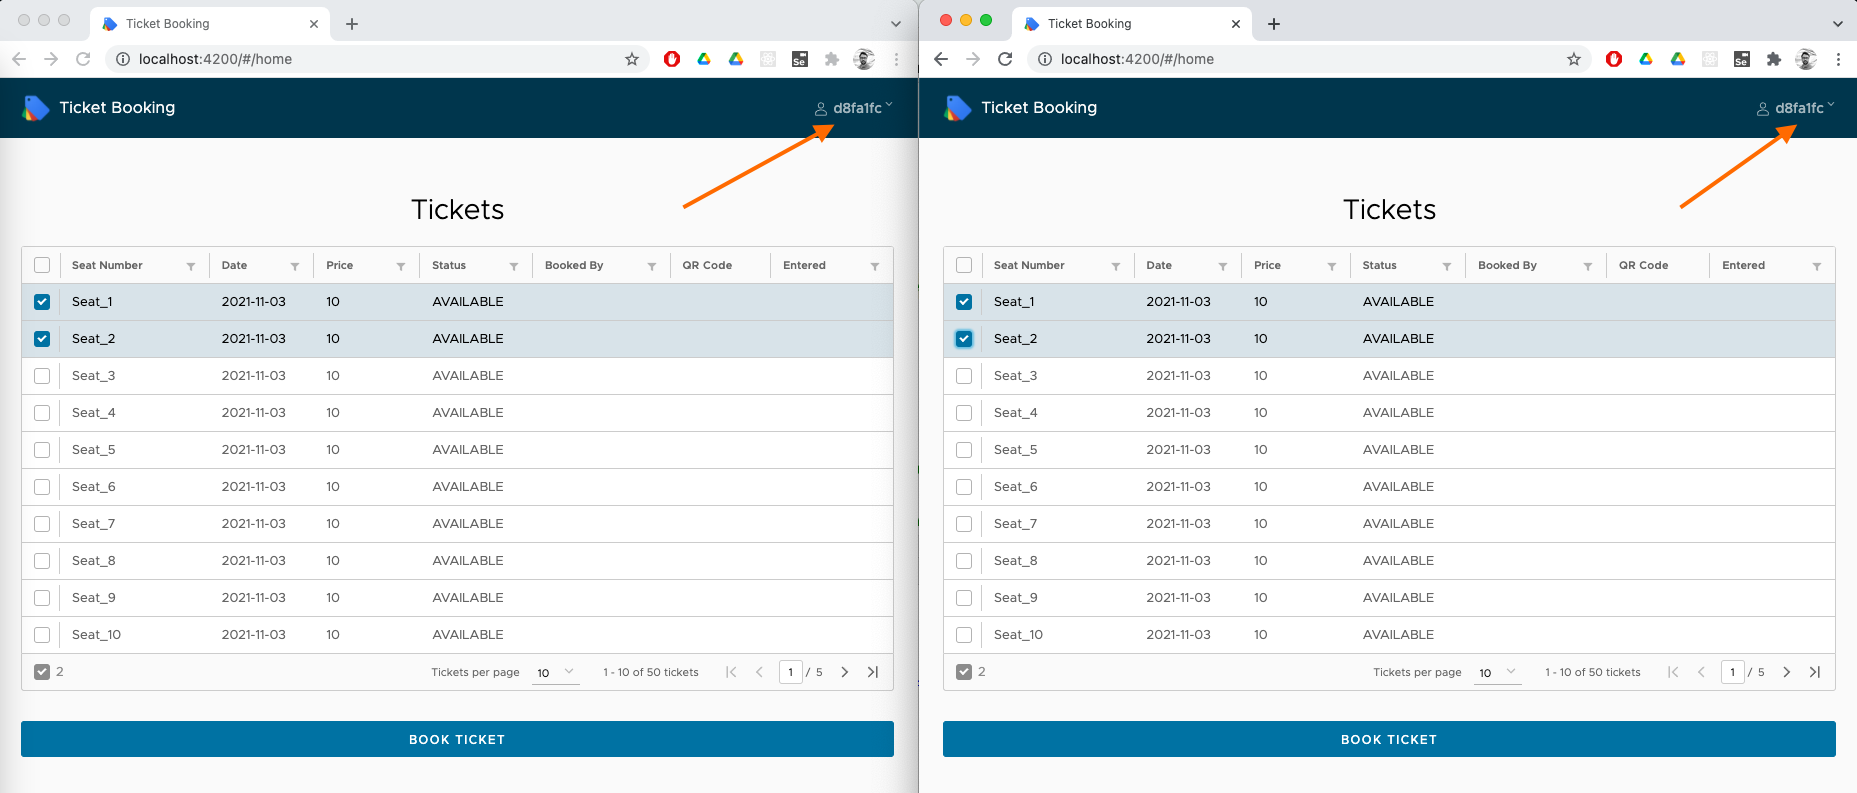 Ticket Booking
localhost:4200/#/home
Se
Ticket Booking
d8fa1fc
Tickets
Seat Number Date Price Status Booked By QR Code Entered
Seat_1 2021-11-03 10 AVAILABLE
Seat_2 2021-11-03 10 AVAILABLE
Seat_3 2021-11-03 10 AVAILABLE
Seat_4 2021-11-03 10 AVAILABLE
Seat_5 2021-11-03 10 AVAILABLE
Seat_6 2021-11-03 10 AVAILABLE
Seat_7 2021-11-03 10 AVAILABLE
Seat_8 2021-11-03 10 AVAILABLE
Seat_9 2021-11-03 10 AVAILABLE
Seat_10 2021-11-03 10 AVAILABLE
2 Tickets per page 10 1 - 10 of 50 tickets 1 / 5
BOOK TICKET
Ticket Booking
localhost:4200/#/home
Se
Ticket Booking
d8fa1fc
Tickets
Seat Number Date Price Status Booked By QR Code Entered
Seat_1 2021-11-03 10 AVAILABLE
Seat_2 2021-11-03 10 AVAILABLE
Seat_3 2021-11-03 10 AVAILABLE
Seat_4 2021-11-03 10 AVAILABLE
Seat_5 2021-11-03 10 AVAILABLE
Seat_6 2021-11-03 10 AVAILABLE
Seat_7 2021-11-03 10 AVAILABLE
Seat_8 2021-11-03 10 AVAILABLE
Seat_9 2021-11-03 10 AVAILABLE
Seat_10 2021-11-03 10 AVAILABLE
2 Tickets per page 10 1 - 10 of 50 tickets 1 / 5
BOOK TICKET